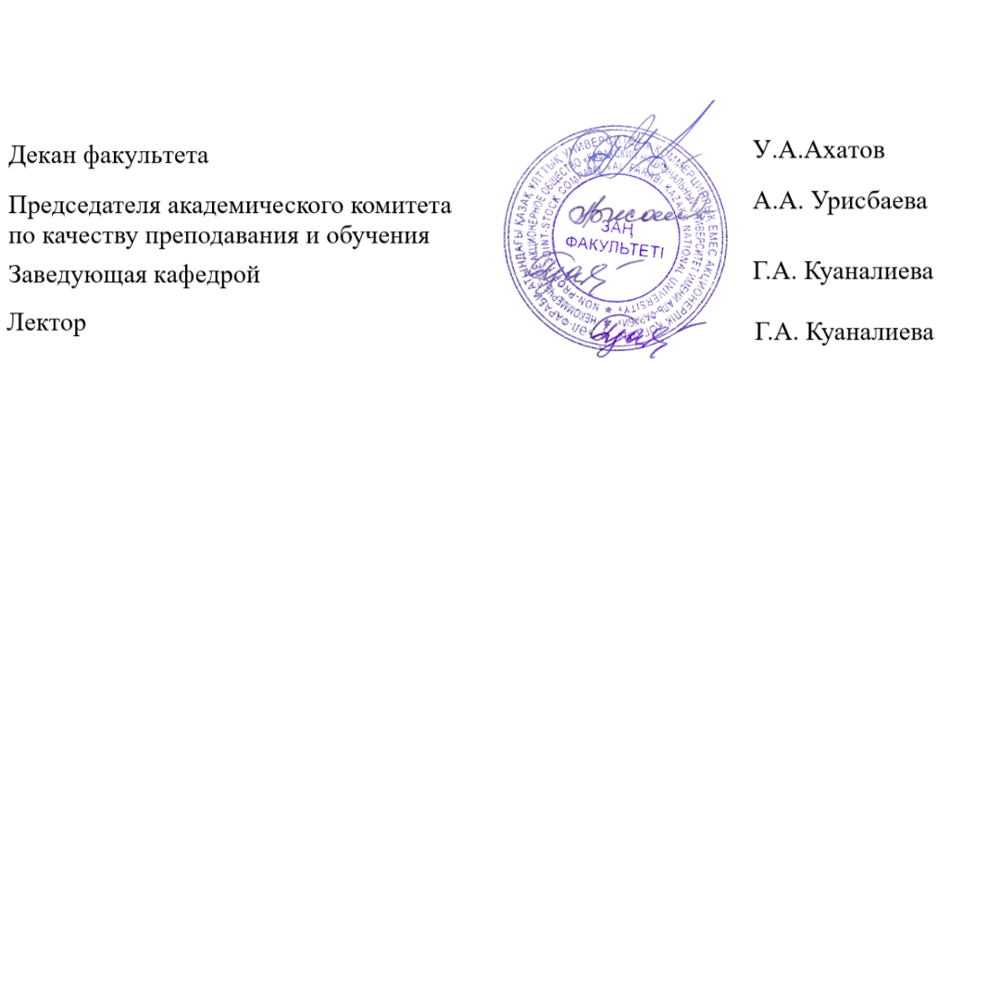 Декан факультета У.А.Ахатов
Председателя академического комитета А.А. Урисбаева
по качеству преподавания и обучения
Заведующая кафедрой Г.А. Куаналиева
Лектор Г.А. Куаналиева
ЗАҢ
ФАКУЛЬТЕТІ